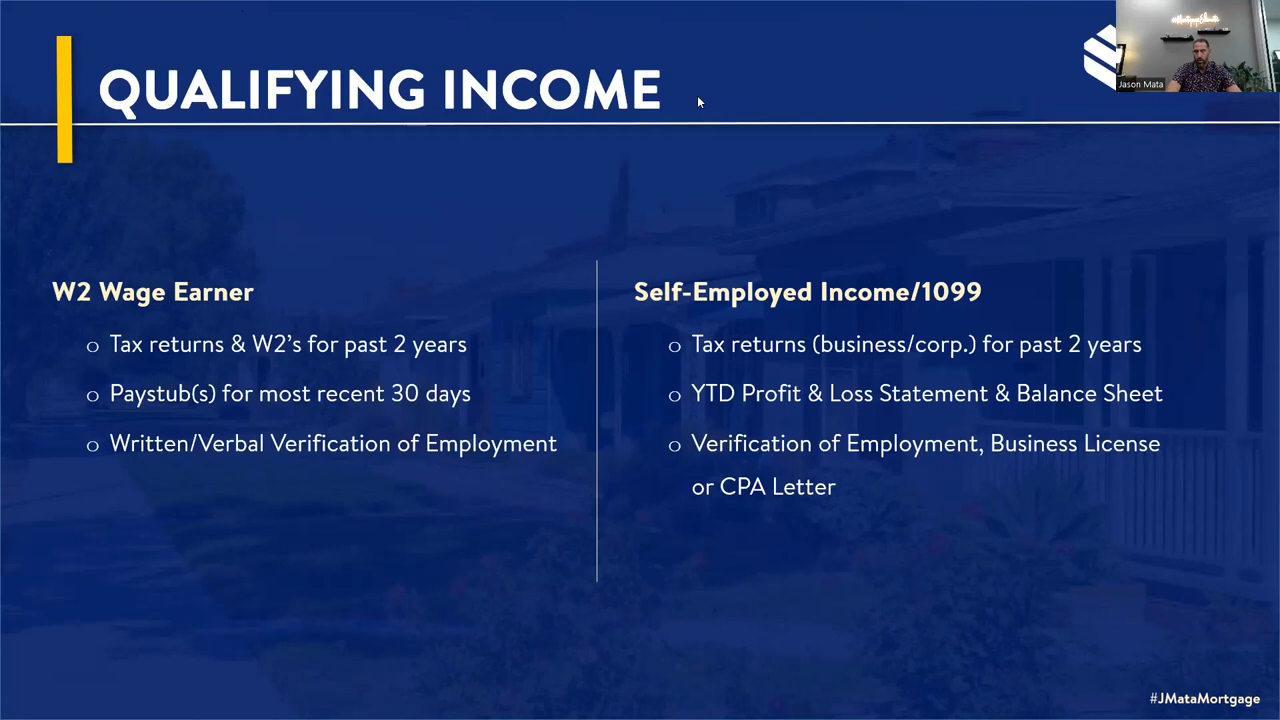 QUALIFYING INCOME
Jason Mata
W2 Wage Earner
o Tax returns & W2’s for past 2 years
o Paystub(s) for most recent 30 days
o Written/Verbal Verification of Employment
Self-Employed Income/1099
o Tax returns (business/corp.) for past 2 years
o YTD Profit & Loss Statement & Balance Sheet
o Verification of Employment, Business License
or CPA Letter
#JMataMortgage